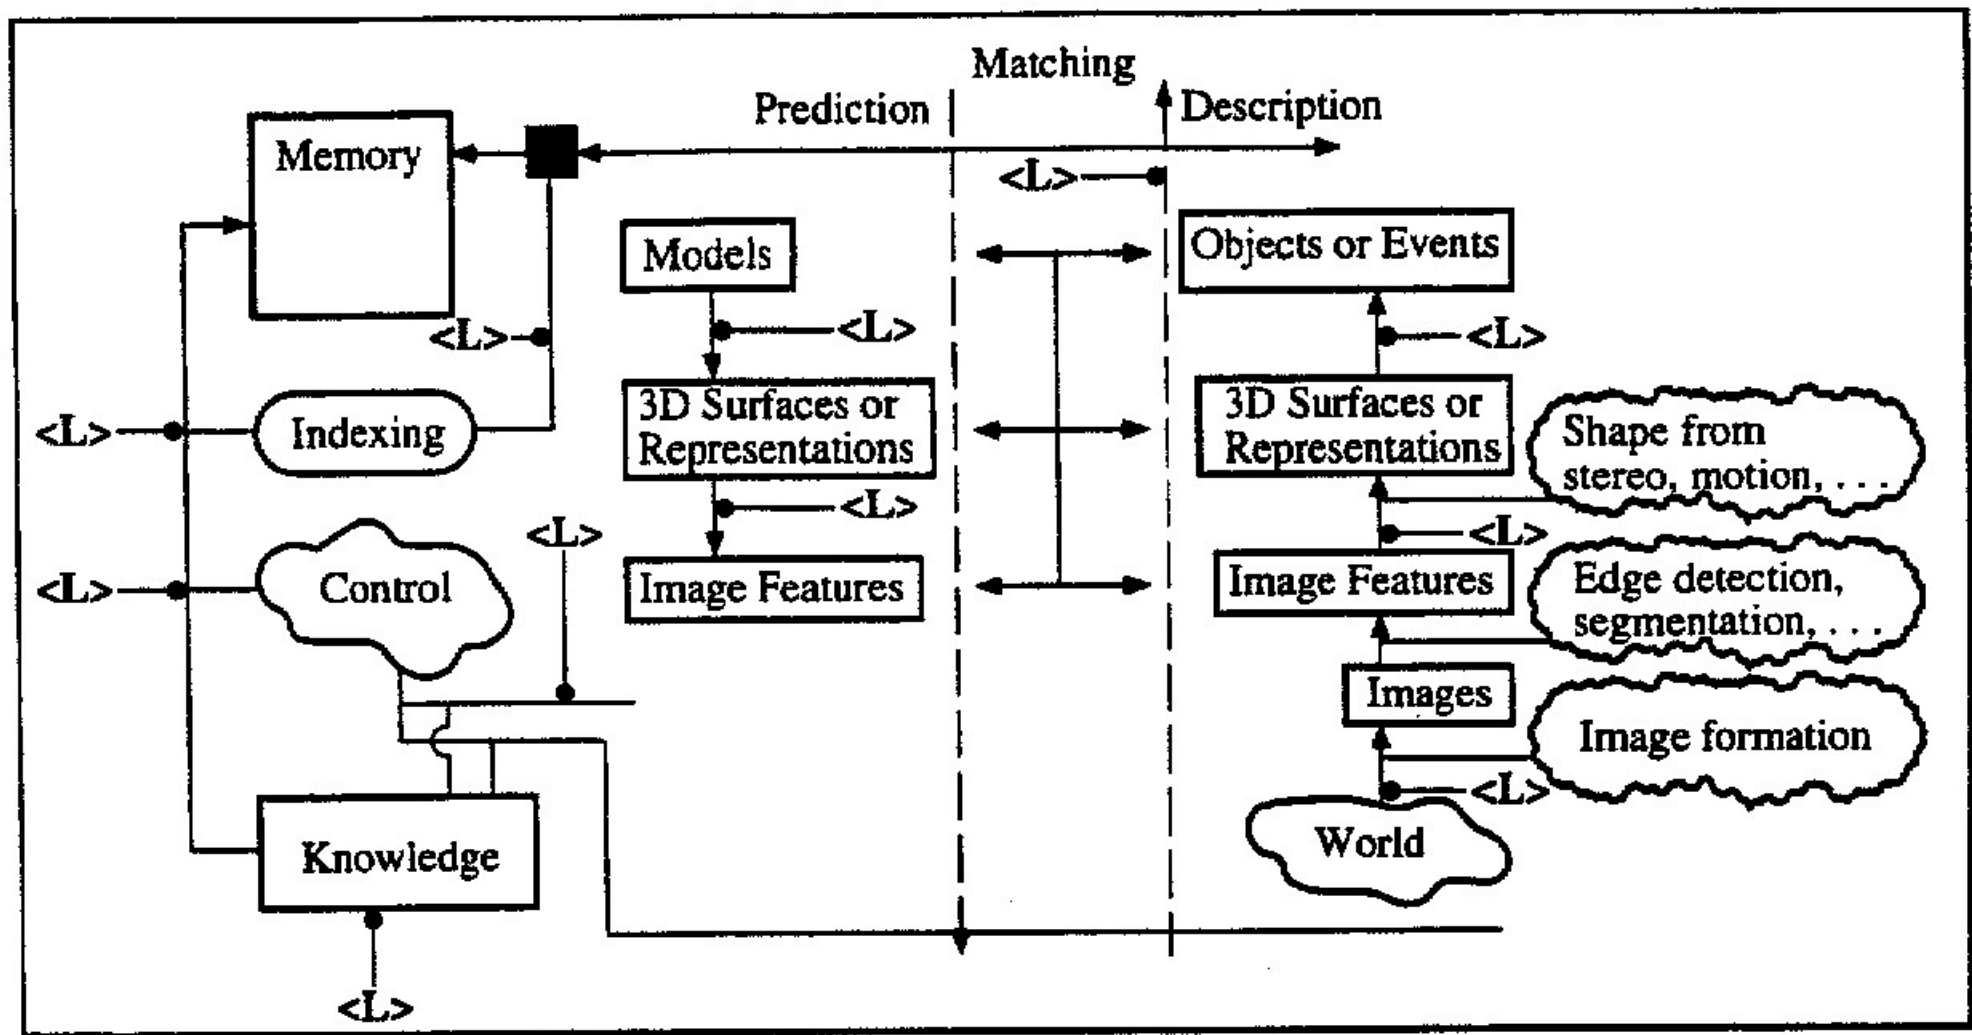 Matching
Prediction
Description
Memory
<L>
Models
Objects or Events
<L>
<L>
<L>
3D Surfaces or
Representations
3D Surfaces or
Representations
Shape from
stereo, motion, . . .
<L>
Indexing
<L>
<L>
<L>
Control
<L>
Image Features
Image Features
Edge detection,
segmentation, . . .
Images
Image formation
<L>
World
Knowledge
<L>